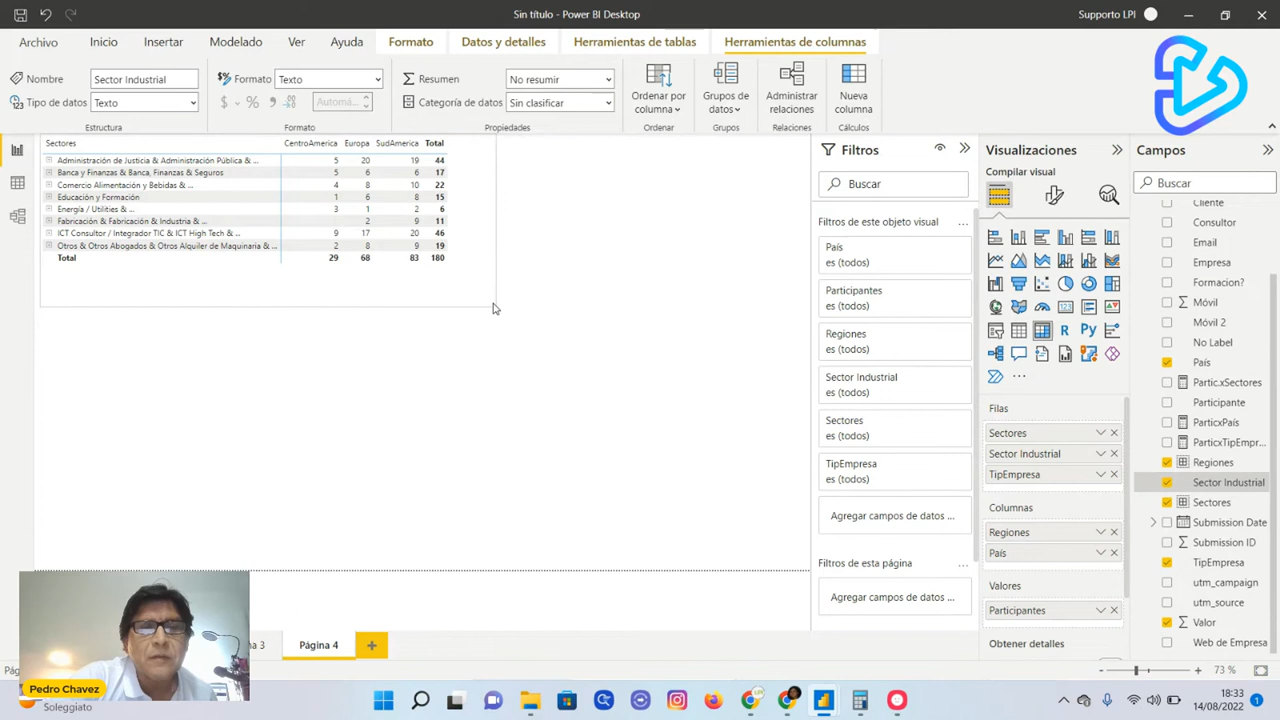 Sin título - Power BI Desktop
Supporto LPI
Archivo Inicio Insertar Modelado Ver Ayuda Formato Datos y detalles Herramientas de tablas Herramientas de columnas
Nombre Sector Industrial
Tipo de datos Texto
Estructura
Formato Texto
$ % Automá...
Formato
Resumen No resumir
Categoría de datos Sin clasificar
Propiedades
Ordenar por columna
Ordenar
Grupos de datos
Grupos
Administrar relaciones
Relaciones
Nueva columna
Cálculos
Sectores CentroAmerica Europa SudAmerica Total
Administración de Justicia & Administración Pública & ... 5 20 19 44
Banca y Finanzas & Banca, Finanzas & Seguros 5 6 6 17
Comercio Alimentación y Bebidas & ... 4 8 10 22
Educación y Formación 1 6 8 15
Energía / Utilities & ... 3 1 2 6
Fabricación & Fabricación & Industria & ... 2 9 11
ICT Consultor / Integrador TIC & ICT High Tech & ... 9 17 20 46
Otros & Otros Abogados & Otros Alquiler de Maquinaria & ... 2 8 9 19
Total 29 68 83 180
Filtros
Buscar
Filtros de este objeto visual ...
País
es (todos)
Participantes
es (todos)
Regiones
es (todos)
Sector Industrial
es (todos)
Sectores
es (todos)
TipEmpresa
es (todos)
Agregar campos de datos ...
Filtros de esta página ...
Agregar campos de datos ...
Visualizaciones
Compilar visual
R Py
...
Filas
Sectores
Sector Industrial
TipEmpresa
Columnas
Regiones
País
Valores
Participantes
Obtener detalles
Campos
Buscar
Cliente
Consultor
Email
Empresa
Formacion?
Móvil
Móvil 2
No Label
País
Partic.xSectores
Participante
ParticxPaís
ParticxTipEmpr...
Regiones
Sector Industrial
Sectores
Submission Date
Submission ID
TipEmpresa
utm_campaign
utm_source
Valor
Web de Empresa
a 3 Página 4 +
Pág
- + 73 %
Pedro Chavez
Soleggiato
18:33
14/08/2022
1